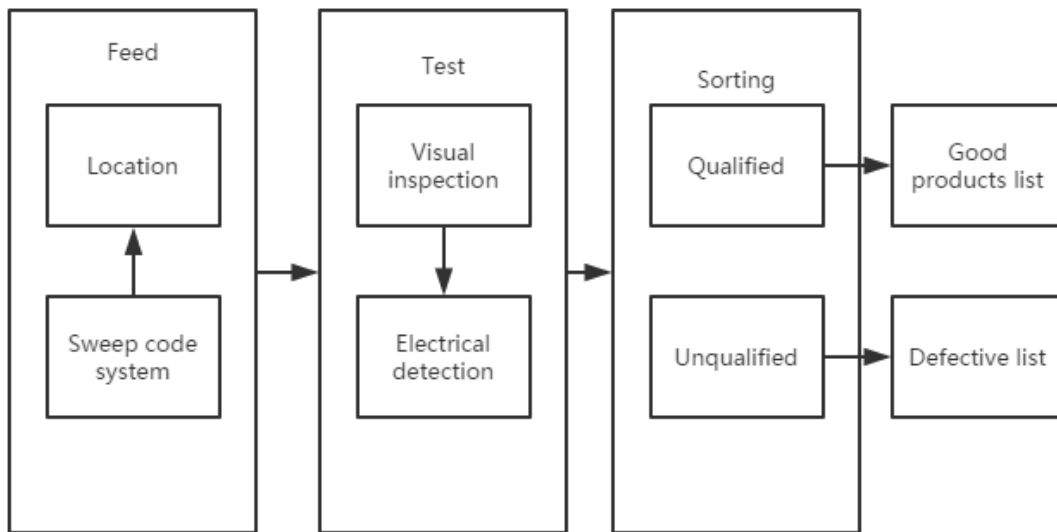 Feed
Location
Sweep code
system
Test
Visual
inspection
Electrical
detection
Sorting
Qualified
Unqualified
Good
products list
Defective list